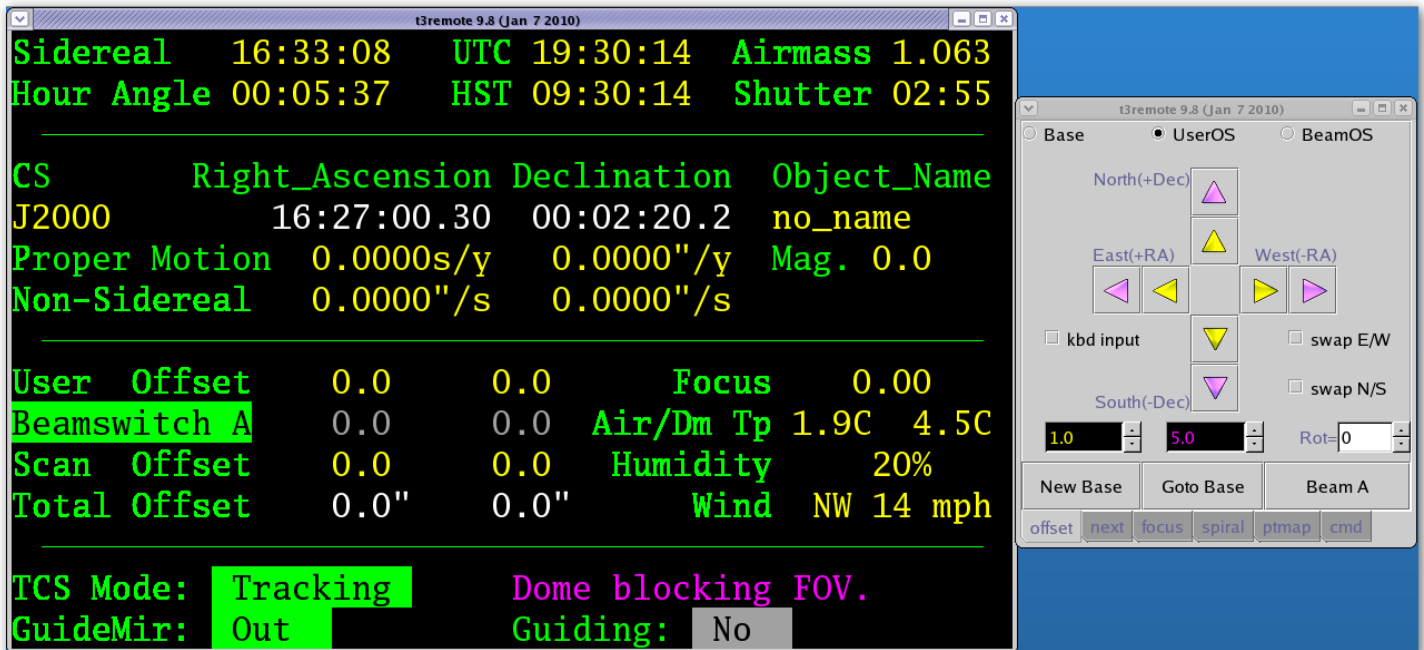 t3remote 9.8 (Jan 7 2010)
Sidereal 16:33:08 UTC 19:30:14 Airmass 1.063
Hour Angle 00:05:37 HST 09:30:14 Shutter 02:55
CS Right_Ascension Declination Object_Name
J2000 16:27:00.30 00:02:20.2 no_name
Proper Motion 0.0000s/y 0.0000"/y Mag. 0.0
Non-Sidereal 0.0000"/s 0.0000"/s
User Offset 0.0 0.0 Focus 0.00
Beamswitch A 0.0 0.0 Air/Dm Tp 1.9C 4.5C
Scan Offset 0.0 0.0 Humidity 20%
Total Offset 0.0" 0.0" Wind NW 14 mph
TCS Mode: Tracking Dome blocking FOV.
GuideMir: Out Guiding: No
t3remote 9.8 (Jan 7 2010)
Base UserOS BeamOS
North(+Dec)
East(+RA) West(-RA)
kbd input swap E/W
swap N/S
South(-Dec)
1.0 5.0 Rot= 0
New Base Goto Base Beam A
offset next focus spiral ptmap cmd